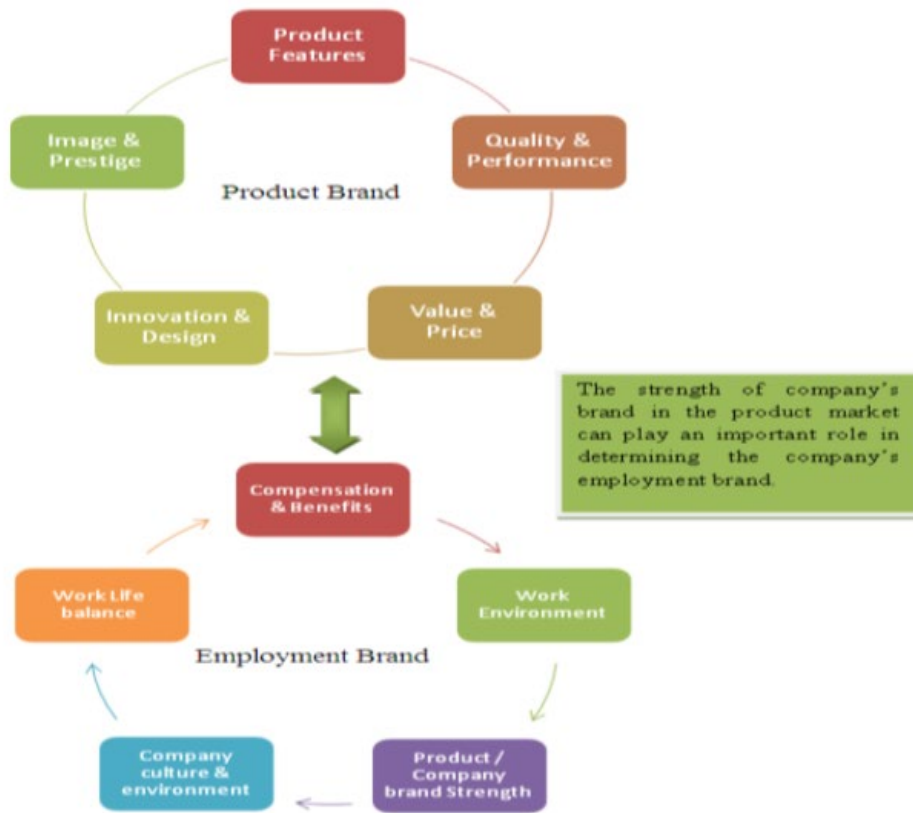 Product
Features
Image &
Prestige
Quality &
Performance
Product Brand
Innovation &
Design
Value &
Price
The strength of company's
brand in the product market
can play an important role in
determining the company's
employment brand.
Compensation
& Benefits
Work Life
balance
Work
Environment
Employment Brand
Company
culture &
environment
Product /
Company
brand Strength